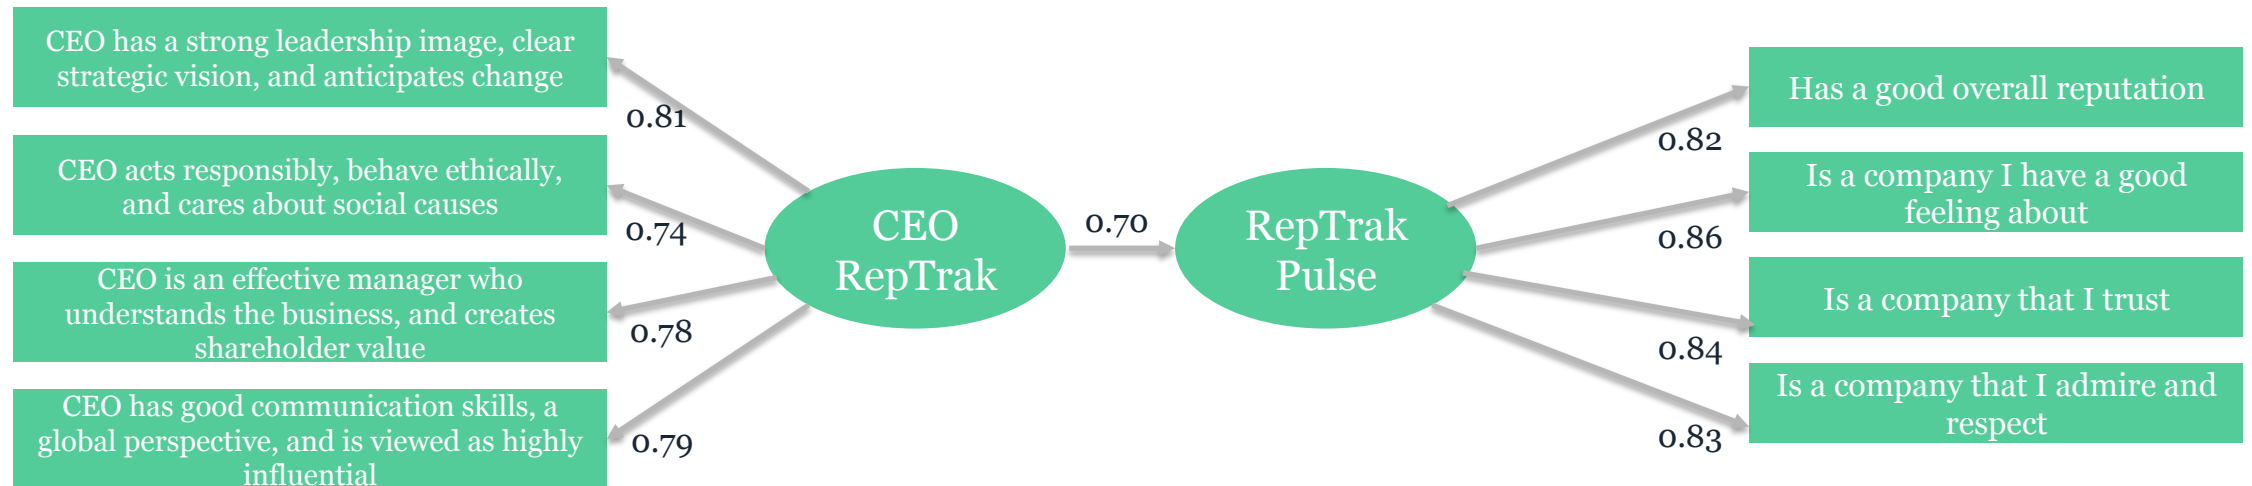 CEO has a strong leadership image, clear
strategic vision, and anticipates change
0.81
CEO acts responsibly, behave ethically,
and cares about social causes
0.74
CEO is an effective manager who
understands the business, and creates
shareholder value
0.78
CEO has good communication skills, a
global perspective, and is viewed as highly
influential
0.79
CEO
RepTrak
0.70
RepTrak
Pulse
Has a good overall reputation
0.82
Is a company I have a good
feeling about
0.86
Is a company that I trust
0.84
Is a company that I admire and
respect
0.83